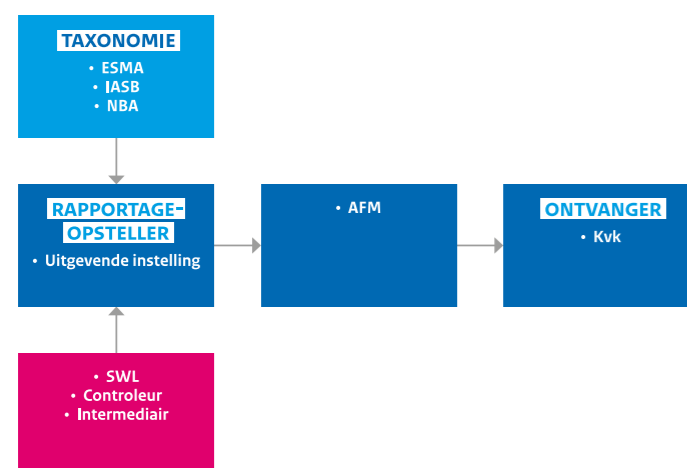 TAXONOMIE
• ESMA
• IASB
• NBA
RAPPORTAGE-
OPSTELLER
• Uitgevende instelling
• AFM
ONTVANGER
• Kvk
• SWL
• Controleur
• Intermediair